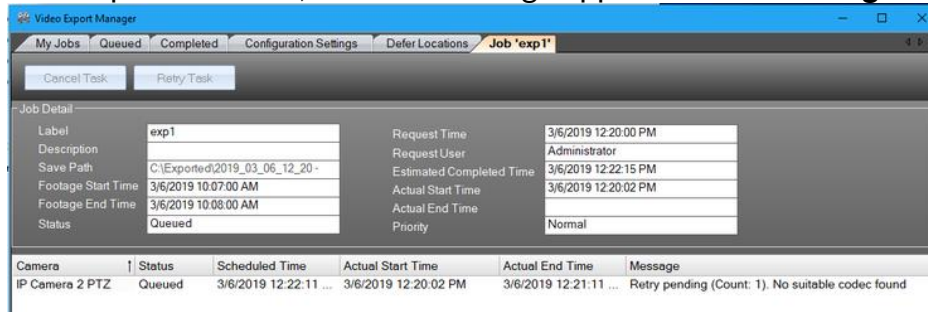 Video Export Manager
My Jobs Queued Completed Configuration Settings Defer Locations Job 'exp1'
Cancel Task Retry Task
Job Detail
Label exp1 Request Time 3/6/2019 12:20:00 PM
Description Request User Administrator
Save Path C:\Exported\2019_03_06_12_20 - Estimated Completed Time 3/6/2019 12:22:15 PM
Footage Start Time 3/6/2019 10:07:00 AM Actual Start Time 3/6/2019 12:20:02 PM
Footage End Time 3/6/2019 10:08:00 AM Actual End Time
Status Queued Priority Normal
Camera Status Scheduled Time Actual Start Time Actual End Time Message
IP Camera 2 PTZ Queued 3/6/2019 12:22:11 ... 3/6/2019 12:20:02 PM 3/6/2019 12:21:11 ... Retry pending (Count: 1). No suitable codec found